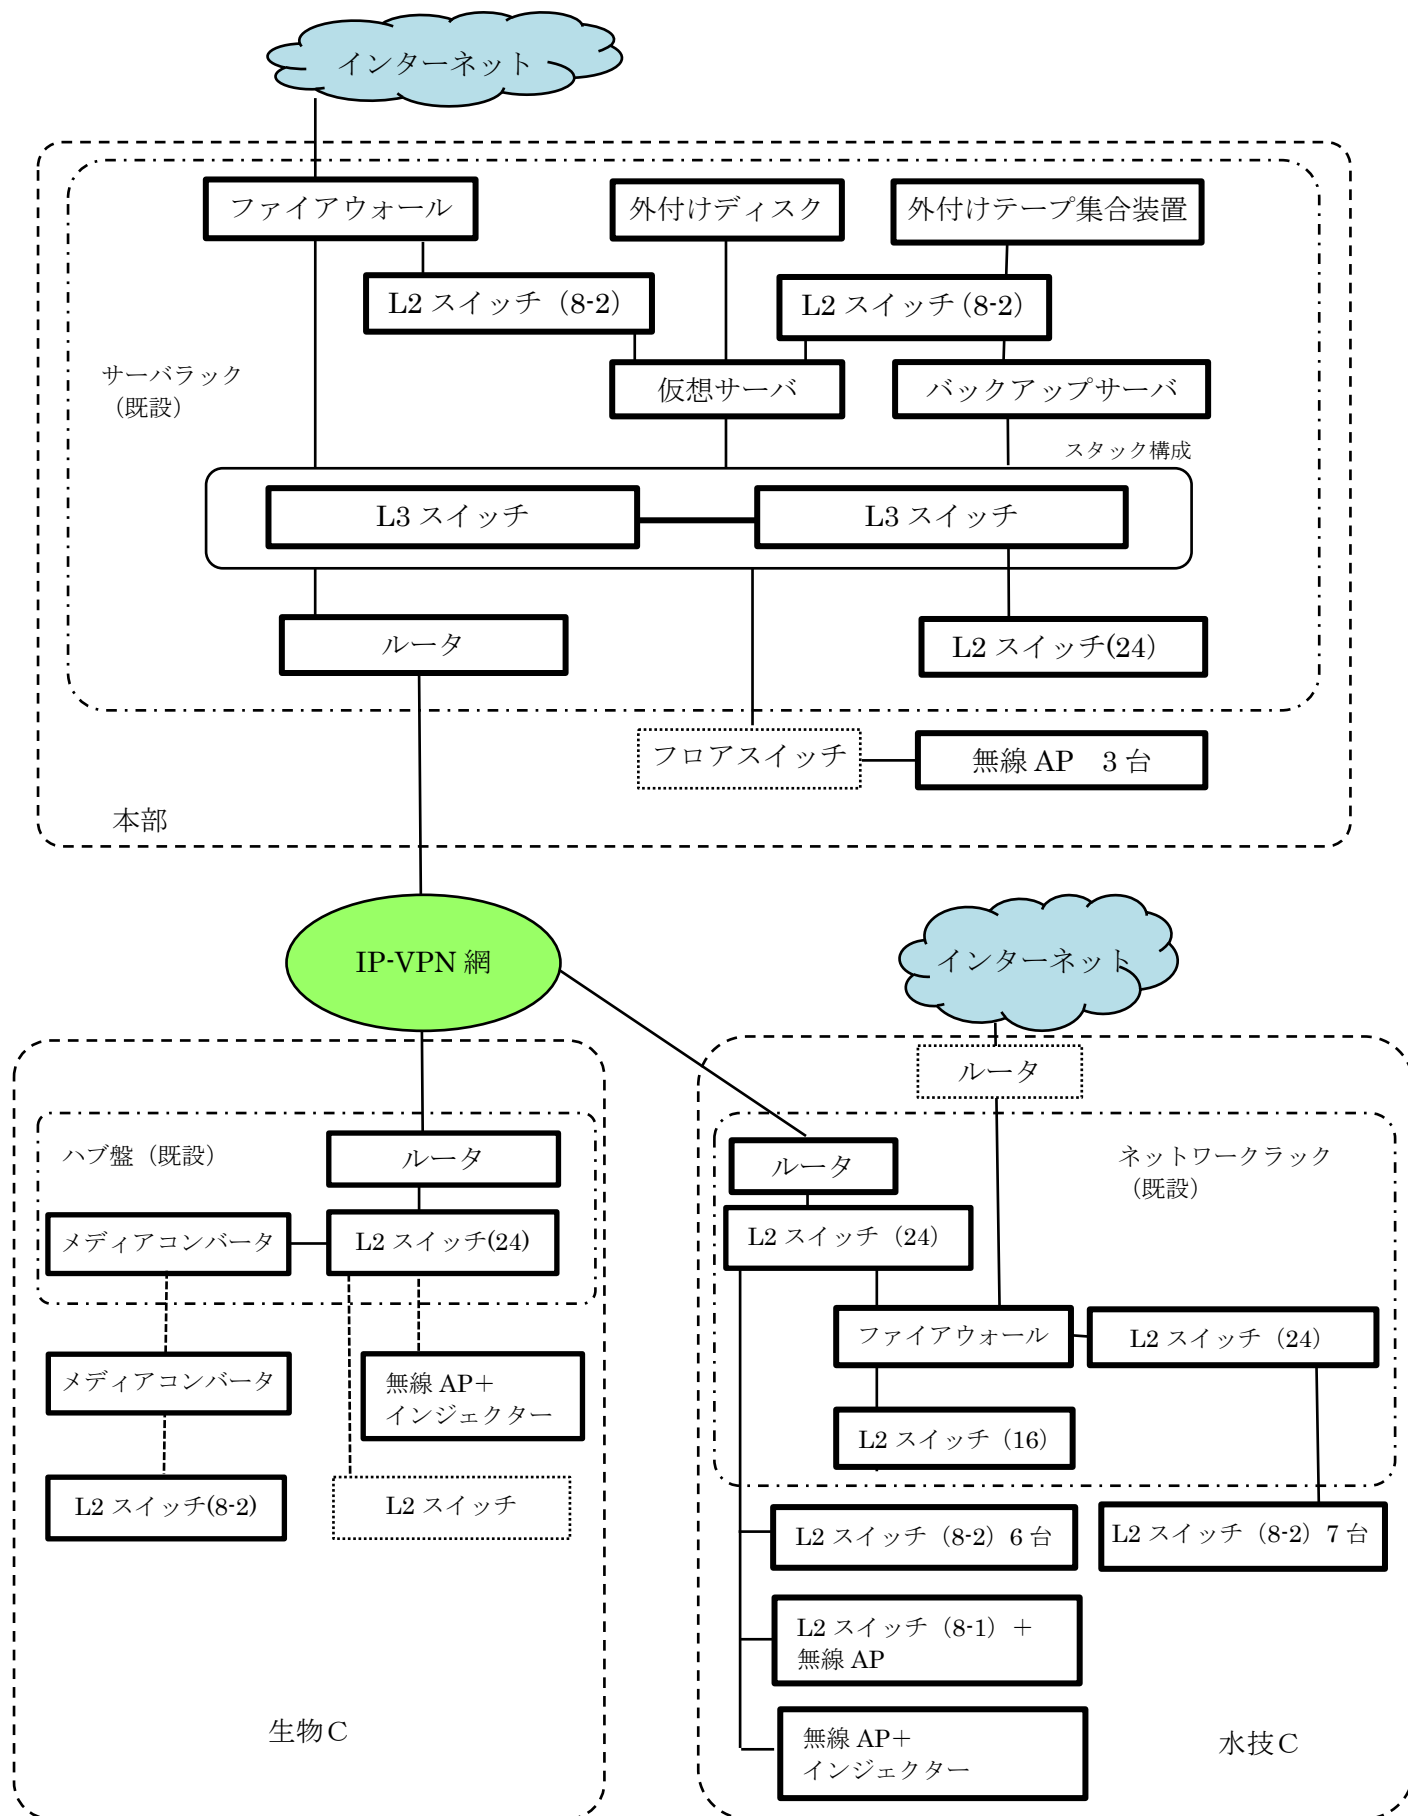 インターネット
ファイアウォール
外付けディスク
外付けテープ集合装置
L2 スイッチ（8-2）
L2 スイッチ（8-2）
サーバラック
（既設）
仮想サーバ
バックアップサーバ
スタック構成
L3 スイッチ
L3 スイッチ
ルータ
L2 スイッチ(24）
フロアスイッチ
無線 AP　3 台
本部
IP-VPN 網
インターネット
ルータ
ハブ盤（既設）
ルータ
ルータ
ネットワークラック
（既設）
メディアコンバータ
L2 スイッチ(24)
L2 スイッチ（24）
ファイアウォール
L2 スイッチ（24）
メディアコンバータ
無線 AP＋
インジェクター
L2 スイッチ（16）
L2 スイッチ(8-2)
L2 スイッチ
L2 スイッチ（8-2）6 台
L2 スイッチ（8-2）7 台
L2 スイッチ（8-1）＋
無線 AP
生物Ｃ
無線 AP＋
インジェクター
水技Ｃ